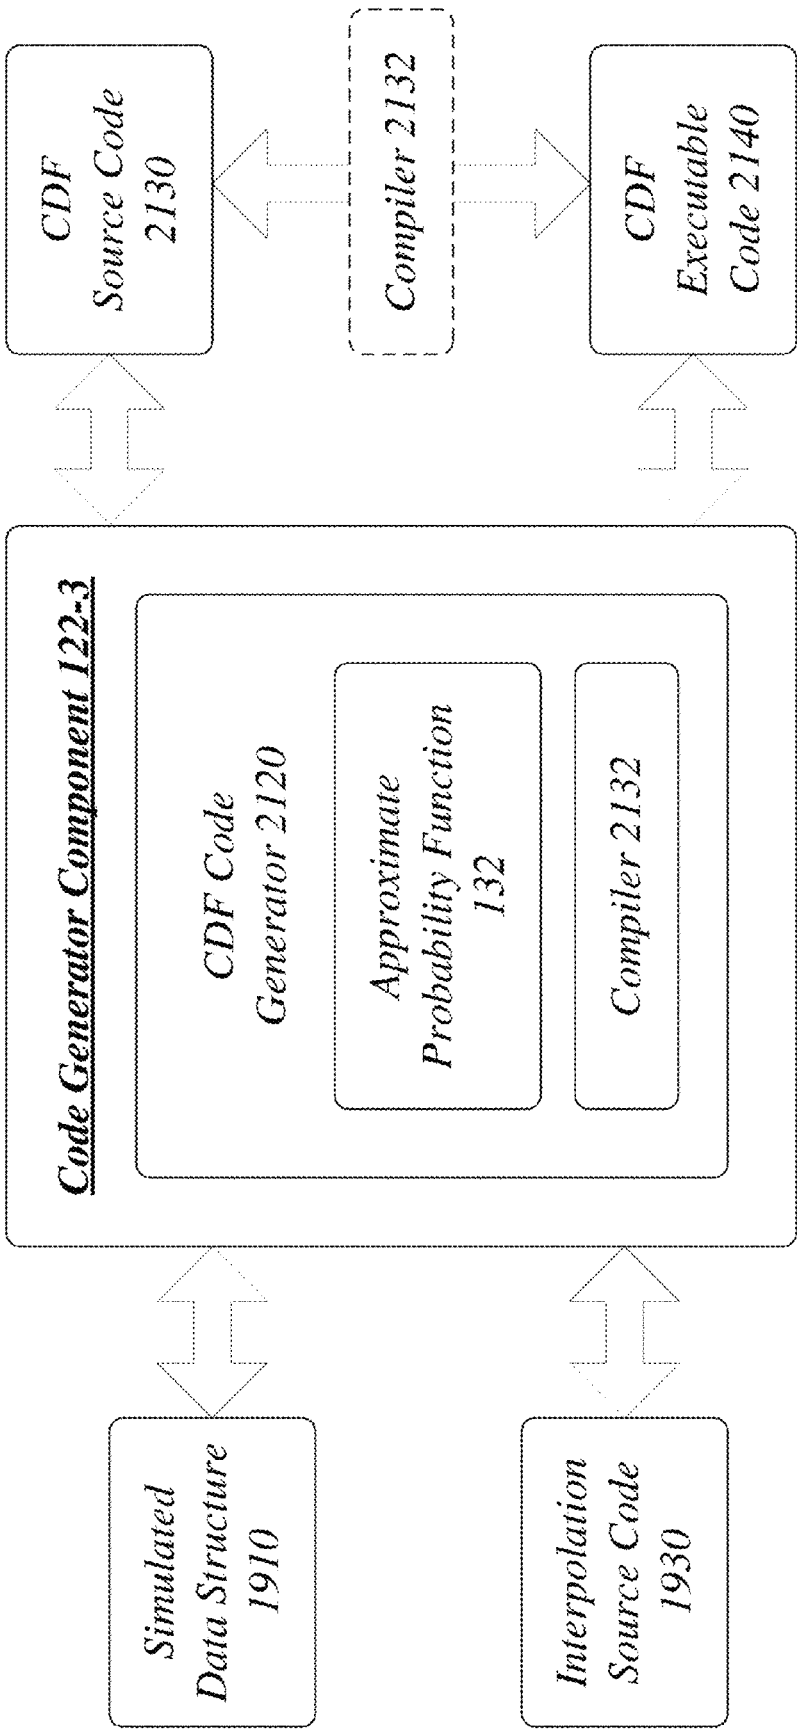 Code Generator Component 122-3
Simulated
Data Structure
1910
Interpolation
Source Code
1930
CDF Code
Generator 2120
Approximate
Probability Function
132
Compiler 2132
CDF
Source Code
2130
Compiler 2132
CDF
Executable
Code 2140